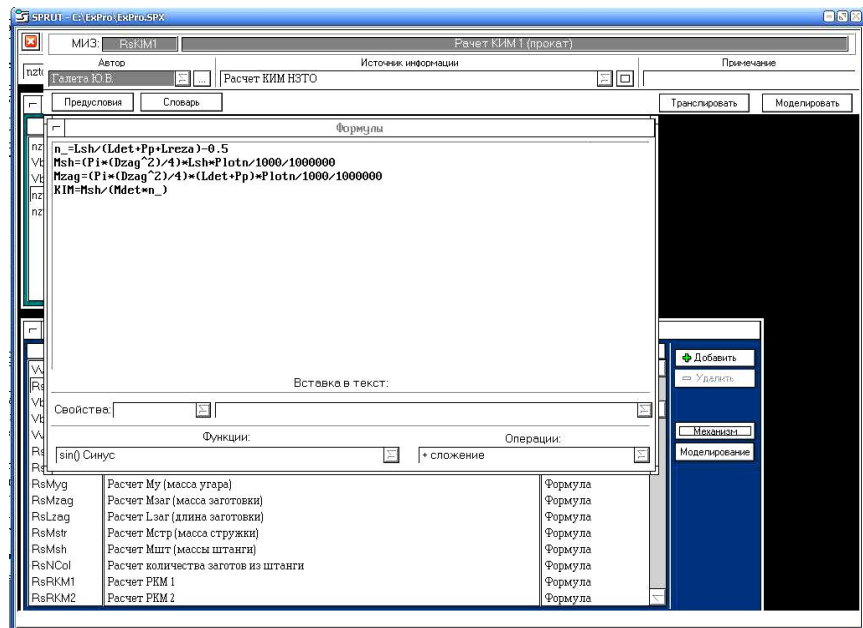 SPRUT - E:\ExPro\ExPro.SPX
МИЗ: RsKIM1 Рачет КИМ 1 (прокат)
Автор Источник информации Примечание
Галета Ю.В. ... Расчет КИМ НЗТО
Предусловия Словарь Транслировать Моделировать
Формулы
n_=Lsh/(Ldet+Pp+Lreza)-0.5
Msh=(Pi*(Dzag^2)/4)*Lsh*Plotn/1000/1000000
Mzag=(Pi*(Dzag^2)/4)*(Ldet+Pp)*Plotn/1000/1000000
KIM=Msh/(Mdet*n_)
Вставка в текст:
Свойства:
Функции: Операции:
sin() Синус + сложение
Добавить
Удалить
Механизм
Моделирование
RsMyg Расчет Му (масса угара) Формула
RsMzag Расчет Мзаг (масса заготовки) Формула
RsLzag Расчет Lзаг (длина заготовки) Формула
RsMstr Расчет Мстр (масса стружки) Формула
RsMsh Расчет Мшт (массы штанги) Формула
RsNCol Расчет количества заготов из штанги Формула
RsRKM1 Расчет РКМ 1 Формула
RsRKM2 Расчет РКМ 2 Формула